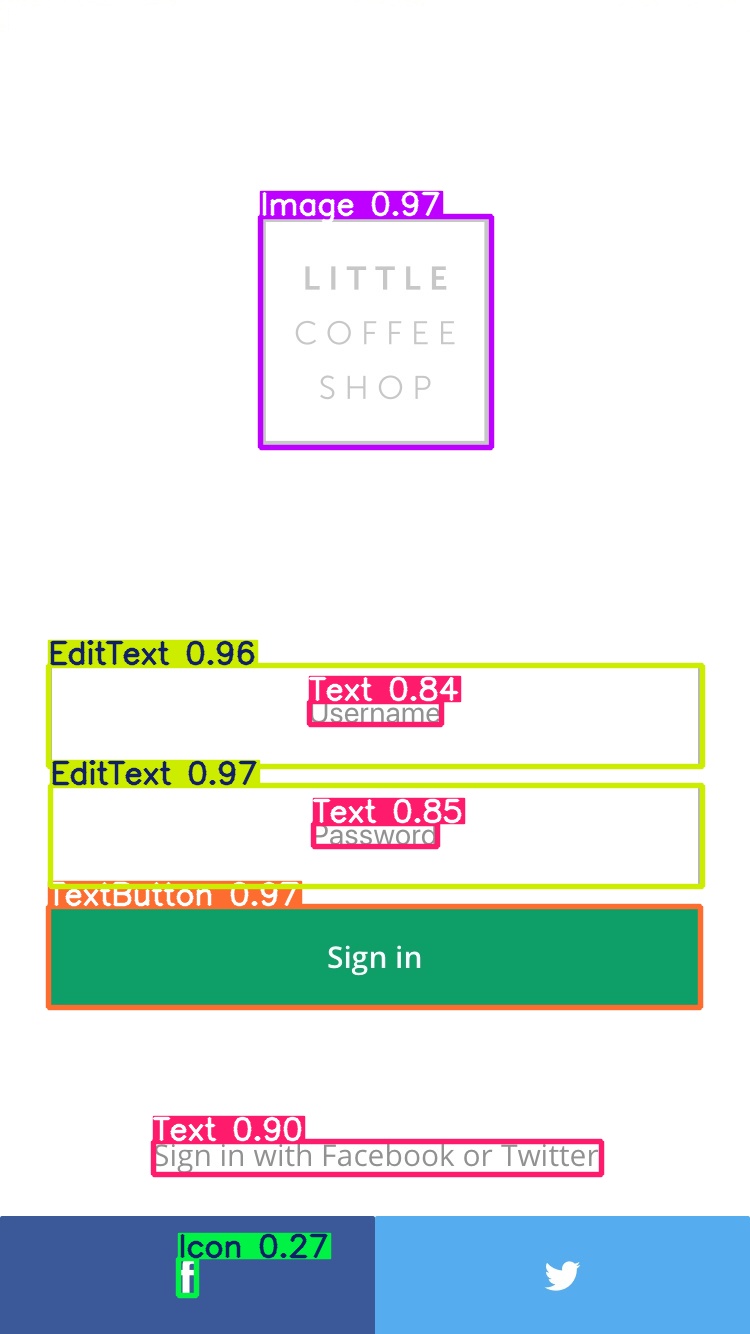 Image 0.97
LITTLE
COFFEE
SHOP
EditText 0.96
Text 0.84
Username
EditText 0.97
Text 0.85
Password
TextButton 0.97
Sign in
Text 0.90
Sign in with Facebook or Twitter
Icon 0.27
f